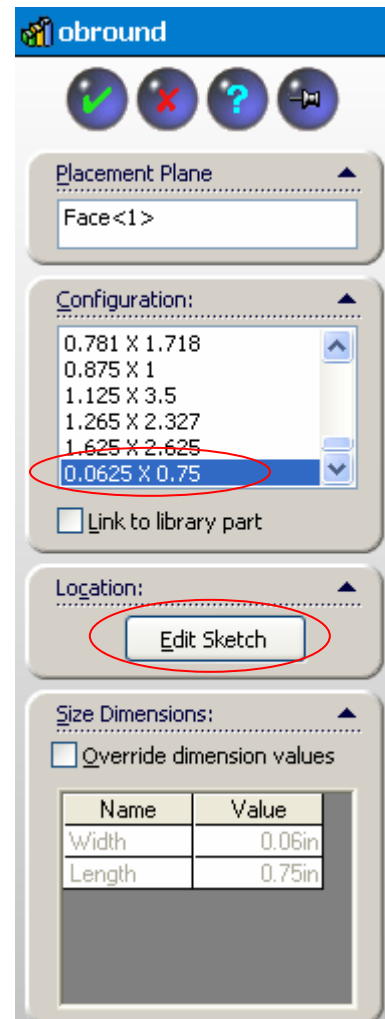 obround
?
Placement Plane
Face<1>
Configuration:
0.781 X 1.718
0.875 X 1
1.125 X 3.5
1.265 X 2.327
1.625 X 2.625
0.0625 X 0.75
Link to library part
Location:
Edit Sketch
Size Dimensions:
Override dimension values
Name Value
Width 0.06in
Length 0.75in